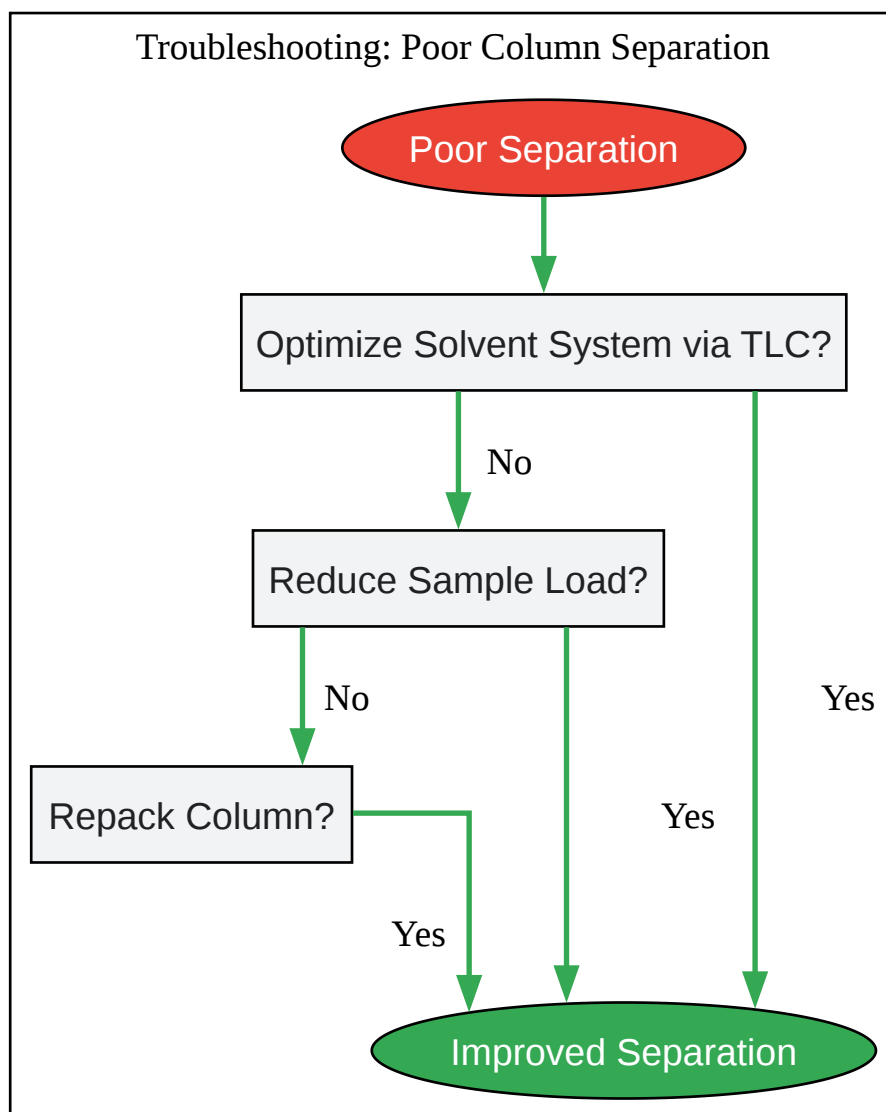 Troubleshooting: Poor Column Separation
Poor Separation
Optimize Solvent System via TLC?
No
Reduce Sample Load?
No
Yes
Repack Column?
Yes
Yes
Improved Separation